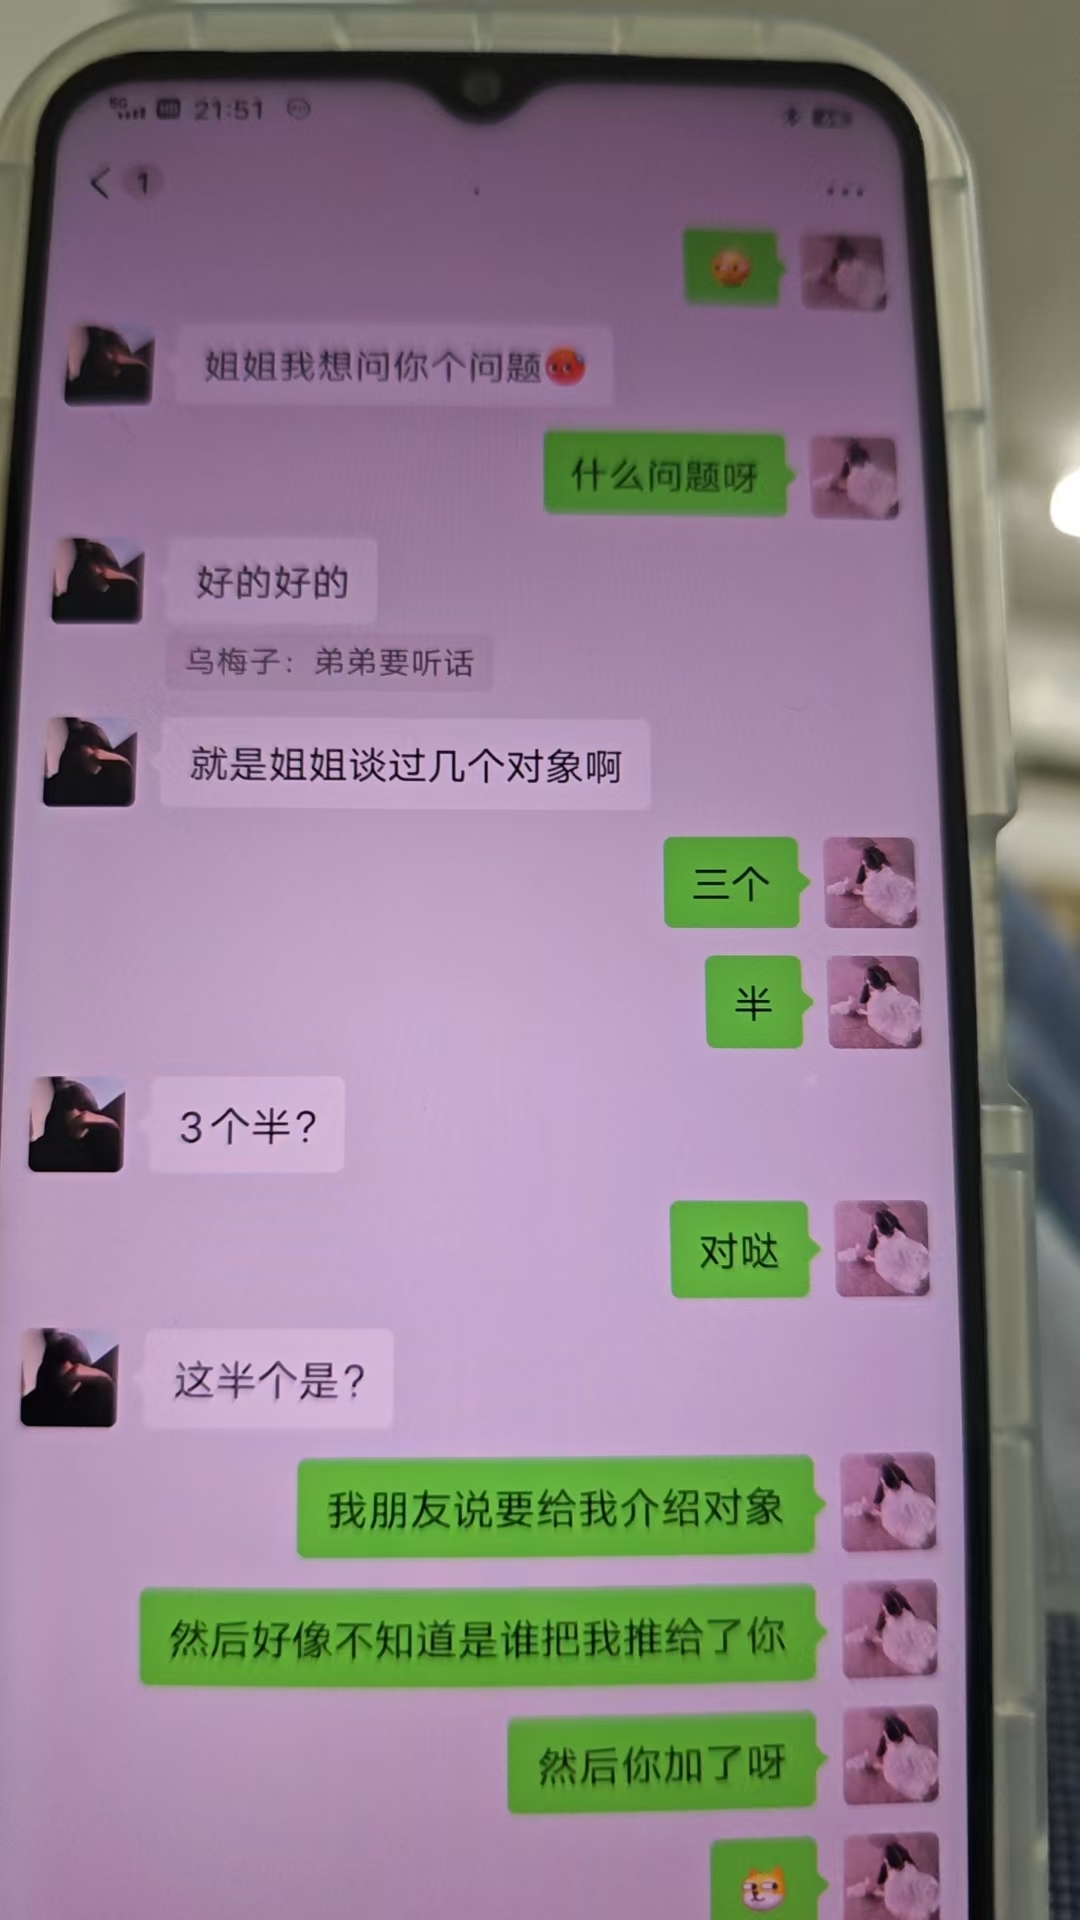 5G
21:51
1
姐姐我想问你个问题
什么问题呀
好的好的
乌梅子：弟弟要听话
就是姐姐谈过几个对象啊
三个
半
3个半?
对哒
这半个是?
我朋友说要给我介绍对象
然后好像不知道是谁把我推给了你
然后你加了呀